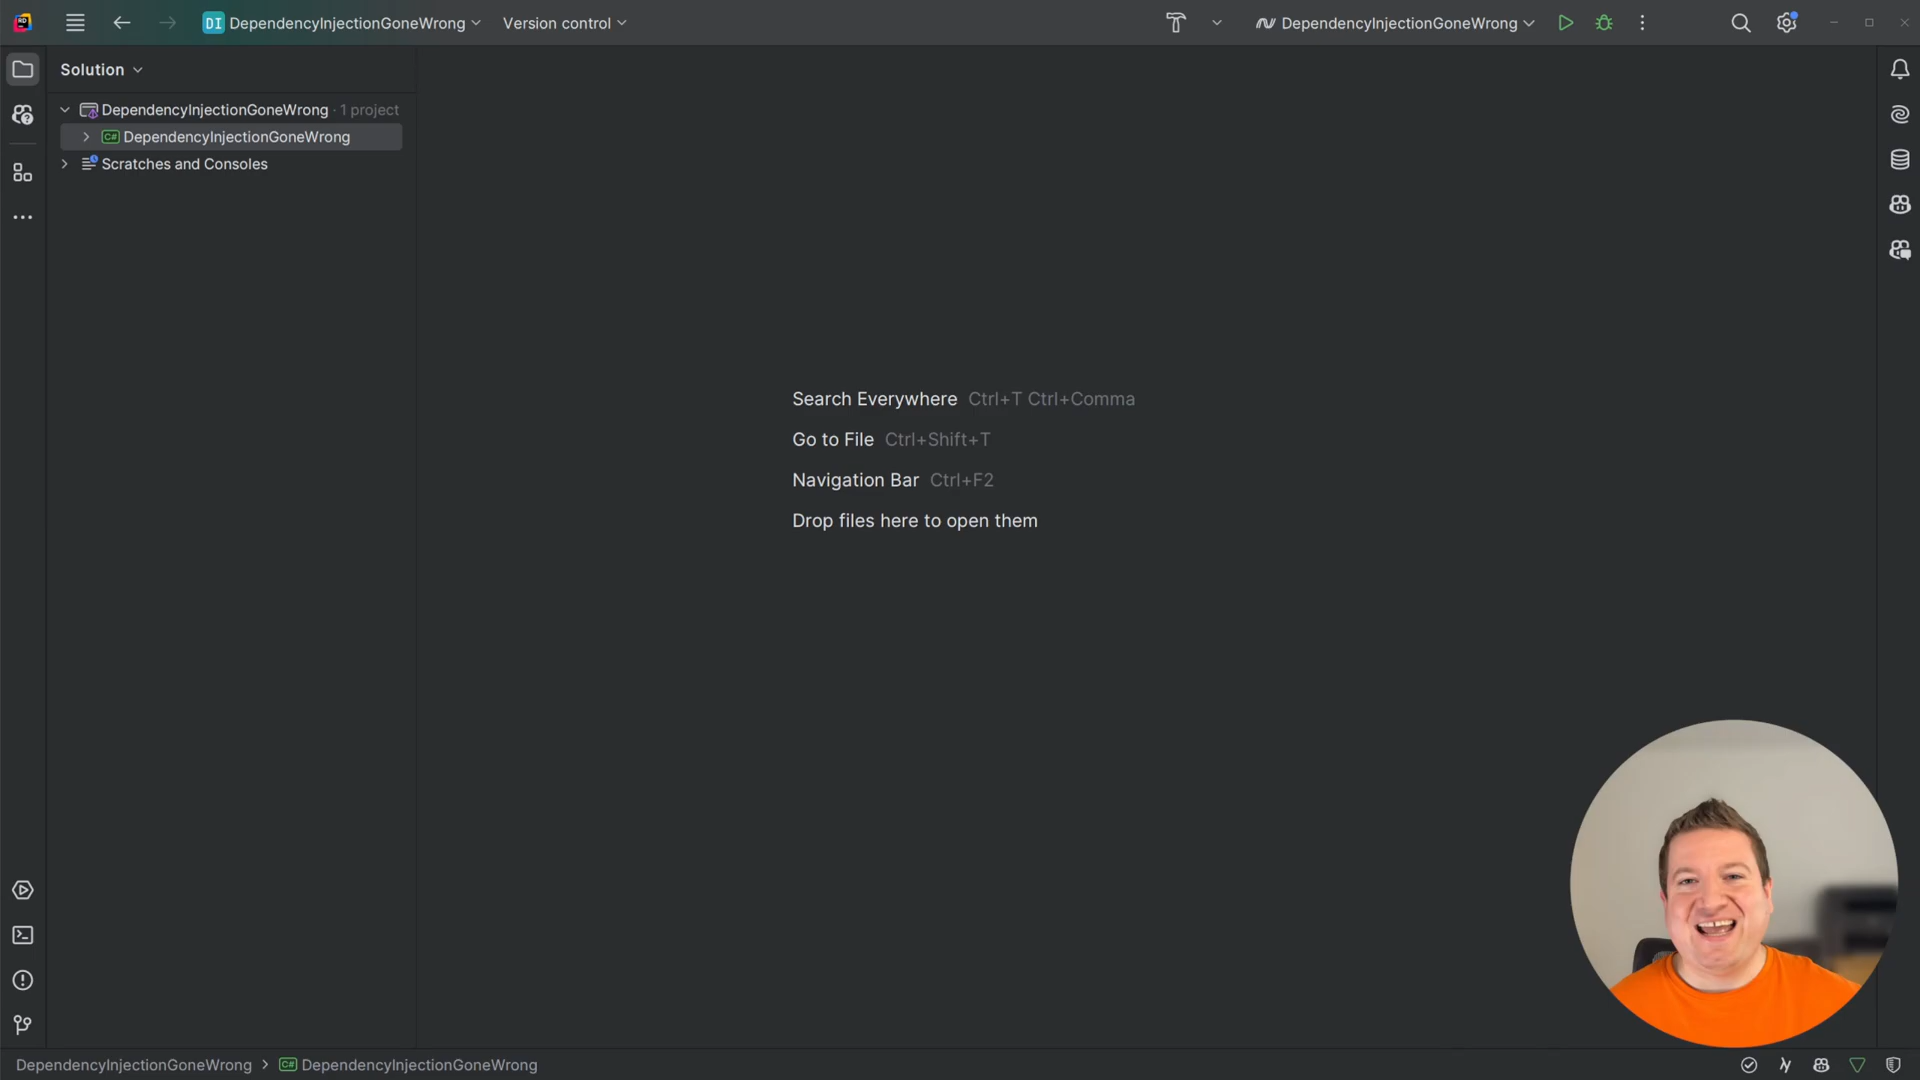 DI DependencyInjectionGoneWrong Version control DependencyInjectionGoneWrong
Solution
DependencyInjectionGoneWrong · 1 project
C# DependencyInjectionGoneWrong
Scratches and Consoles
Search Everywhere Ctrl+T Ctrl+Comma
Go to File Ctrl+Shift+T
Navigation Bar Ctrl+F2
Drop files here to open them
DependencyInjectionGoneWrong > C# DependencyInjectionGoneWrong